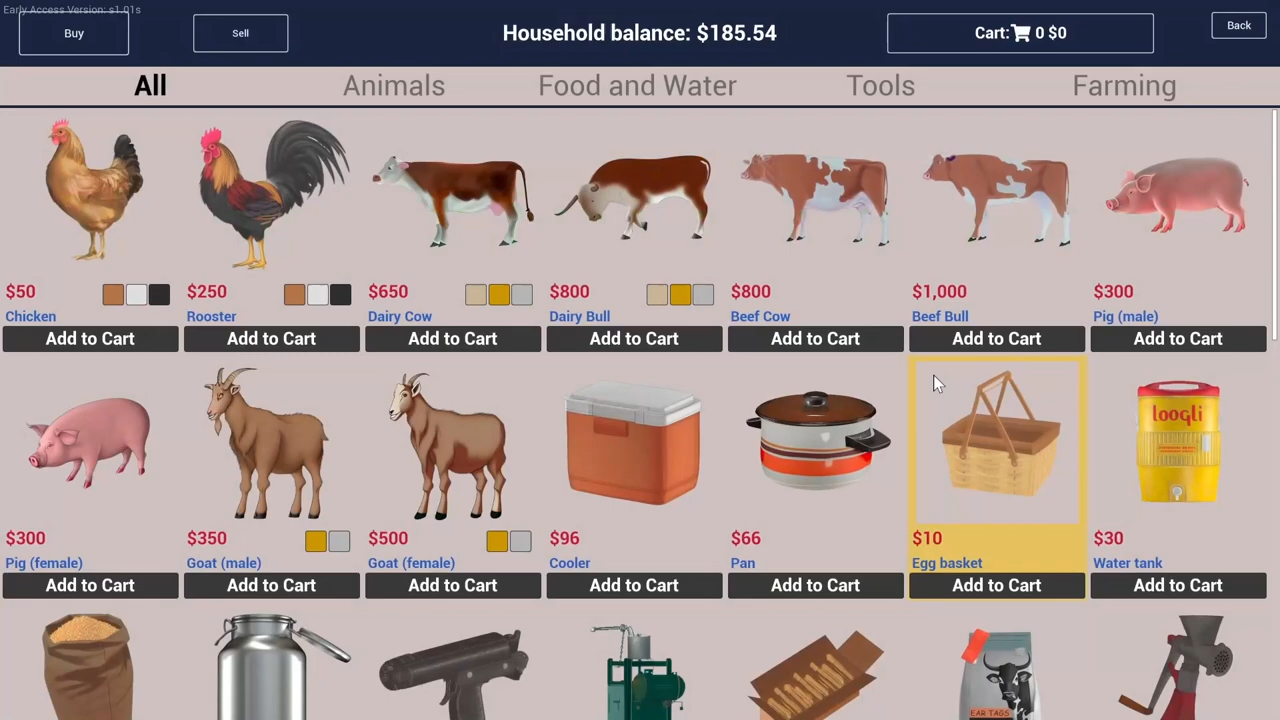 Early Access Version: s1.01s
Buy
Sell
Household balance: $185.54
Cart: 0 $0
Back
All
Animals
Food and Water
Tools
Farming
$50
$250
$650
$800
$800
$1,000
$300
Chicken
Rooster
Dairy Cow
Dairy Bull
Beef Cow
Beef Bull
Pig (male)
Add to Cart
Add to Cart
Add to Cart
Add to Cart
Add to Cart
Add to Cart
Add to Cart
looqli
$300
$350
$500
$96
$66
$10
$30
Pig (female)
Goat (male)
Goat (female)
Cooler
Pan
Egg basket
Water tank
Add to Cart
Add to Cart
Add to Cart
Add to Cart
Add to Cart
Add to Cart
Add to Cart
EAR TAGS